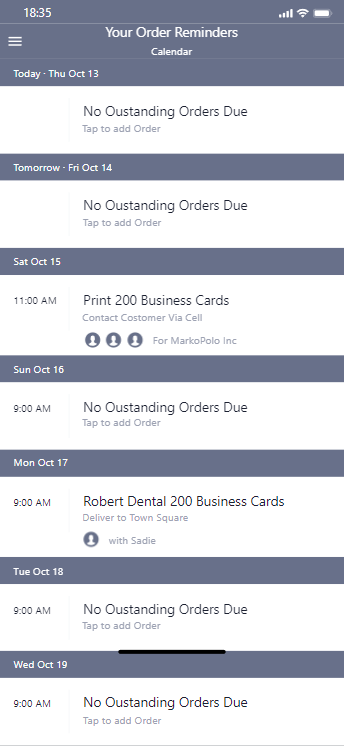 18:35
Your Order Reminders
Calendar
Today - Thu Oct 13
No Oustanding Orders Due
Tap to add Order
Tomorrow - Fri Oct 14
No Oustanding Orders Due
Tap to add Order
Sat Oct 15
11:00 AM Print 200 Business Cards
Contact Costomer Via Cell
For MarkoPolo Inc
Sun Oct 16
9:00 AM No Oustanding Orders Due
Tap to add Order
Mon Oct 17
9:00 AM Robert Dental 200 Business Cards
Deliver to Town Square
with Sadie
Tue Oct 18
9:00 AM No Oustanding Orders Due
Tap to add Order
Wed Oct 19
9:00 AM No Oustanding Orders Due
Tap to add Order